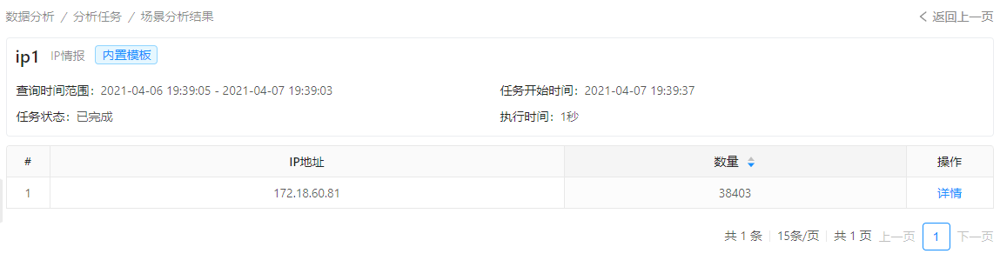 数据分析 / 分析任务 / 场景分析结果 返回上一页
ip1 IP情报 内置模板
查询时间范围：2021-04-06 19:39:05 - 2021-04-07 19:39:03 任务开始时间：2021-04-07 19:39:37
任务状态：已完成 执行时间：1秒
# IP地址 数量 操作
1 172.18.60.81 38403 详情
共 1 条 15条/页 共 1 页 上一页 1 下一页